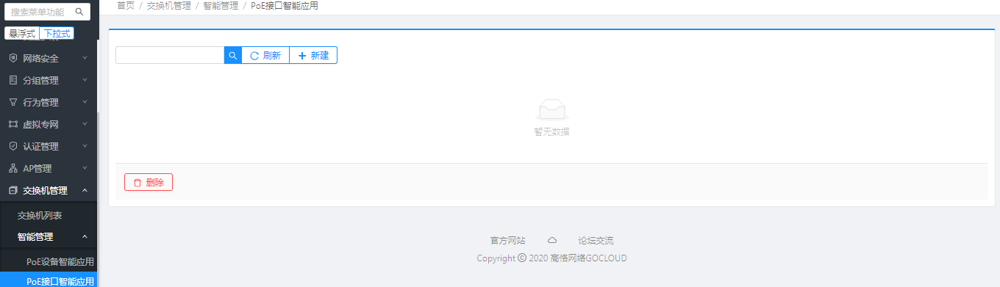 搜索菜单功能
悬浮式 下拉式
网络安全
分组管理
行为管理
虚拟专网
认证管理
AP管理
交换机管理
交换机列表
智能管理
PoE设备智能应用
PoE接口智能应用
首页 / 交换机管理 / 智能管理 / PoE接口智能应用
刷新 新建
暂无数据
删除
官方网站 论坛交流
Copyright © 2020 高恪网络GOCLOUD